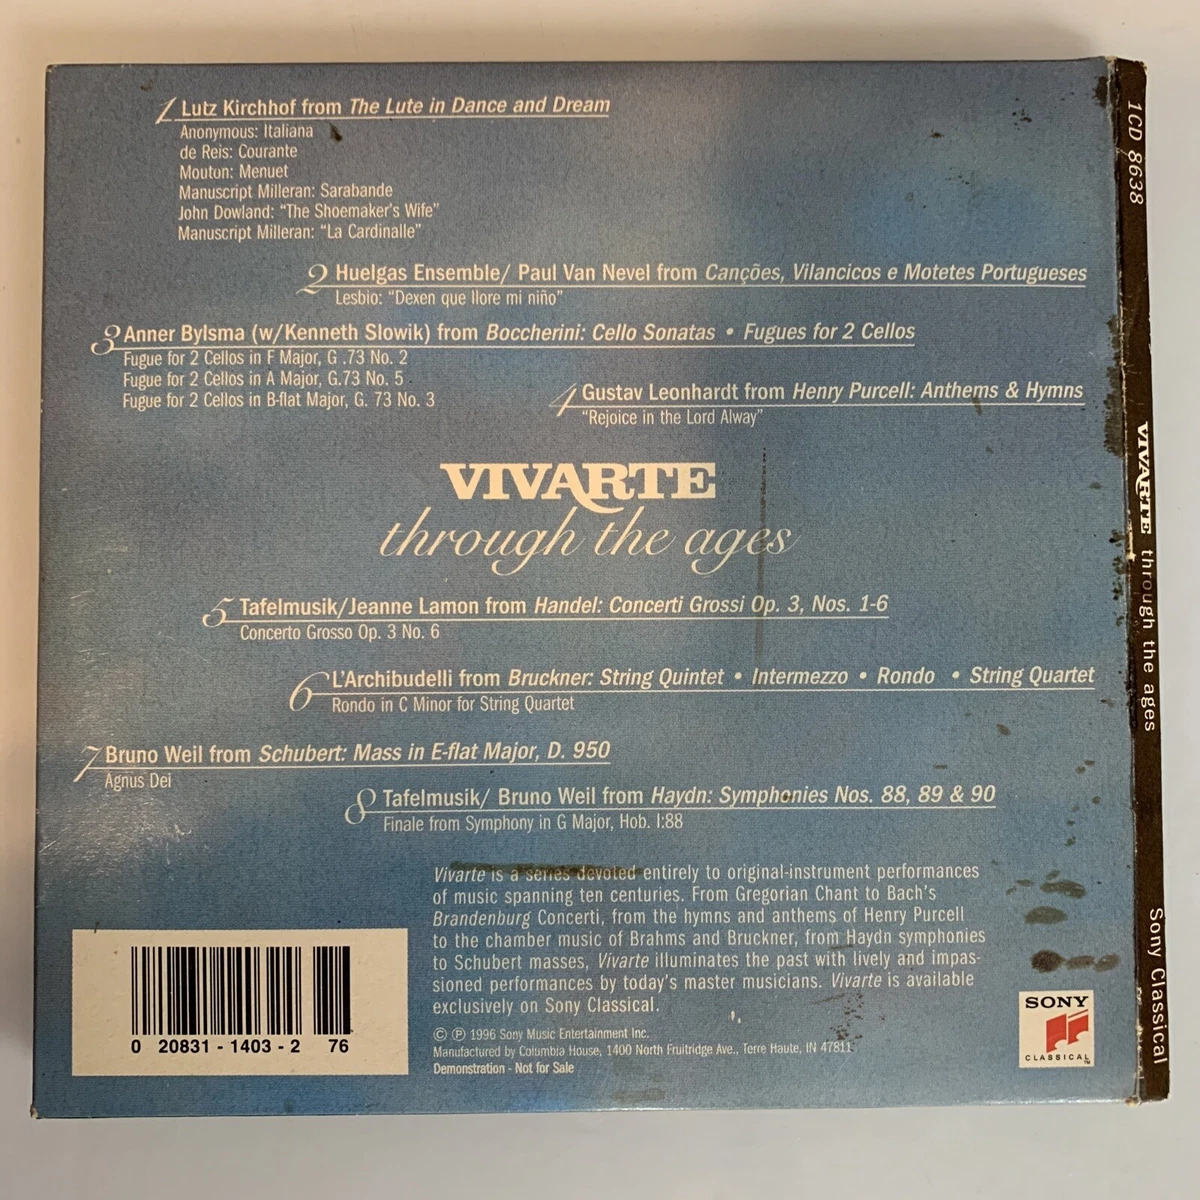 1 Lutz Kirchhof from The Lute in Dance and Dream
Anonymous: Italiana
de Reis: Courante
Mouton: Menuet
Manuscript Milleran: Sarabande
John Dowland: “The Shoemaker's Wife”
Manuscript Milleran: “La Cardinalle”
2 Huelgas Ensemble/ Paul Van Nevel from Canções, Vilancicos e Motetes Portugueses
Lesbio: “Dexen que llore mi niño”
3 Anner Bylsma (w/Kenneth Slowik) from Boccherini: Cello Sonatas • Fugues for 2 Cellos
Fugue for 2 Cellos in F Major, G .73 No. 2
Fugue for 2 Cellos in A Major, G.73 No. 5
Fugue for 2 Cellos in B-flat Major, G. 73 No. 3
4 Gustav Leonhardt from Henry Purcell: Anthems & Hymns
“Rejoice in the Lord Alway”
VIVARTE
through the ages
5 Tafelmusik/Jeanne Lamon from Handel: Concerti Grossi Op. 3, Nos. 1-6
Concerto Grosso Op. 3 No. 6
6 L'Archibudelli from Bruckner: String Quintet • Intermezzo • Rondo • String Quartet
Rondo in C Minor for String Quartet
7 Bruno Weil from Schubert: Mass in E-flat Major, D. 950
Agnus Dei
8 Tafelmusik/ Bruno Weil from Haydn: Symphonies Nos. 88, 89 & 90
Finale from Symphony in G Major, Hob. I:88
Vivarte is a series devoted entirely to original-instrument performances
of music spanning ten centuries. From Gregorian Chant to Bach's
Brandenburg Concerti, from the hymns and anthems of Henry Purcell
to the chamber music of Brahms and Bruckner, from Haydn symphonies
to Schubert masses, Vivarte illuminates the past with lively and impas-
sioned performances by today's master musicians. Vivarte is available
exclusively on Sony Classical.
© ℗ 1996 Sony Music Entertainment Inc.
Manufactured by Columbia House, 1400 North Fruitridge Ave., Terre Haute, IN 47811
Demonstration - Not for Sale
0 20831 - 1403 - 2 76
SONY
CLASSICAL™
1CD 8638
VIVARTE through the ages
Sony Classical